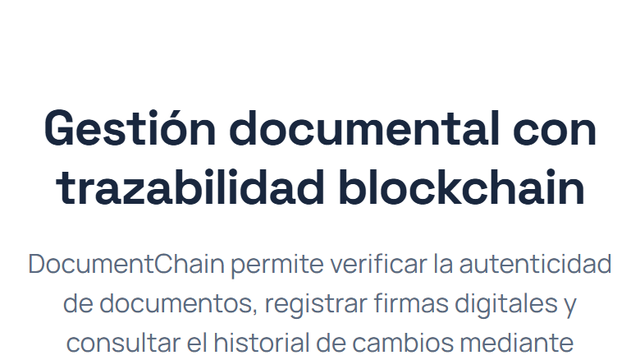 Gestión documental con
trazabilidad blockchain
DocumentChain permite verificar la autenticidad
de documentos, registrar firmas digitales y
consultar el historial de cambios mediante